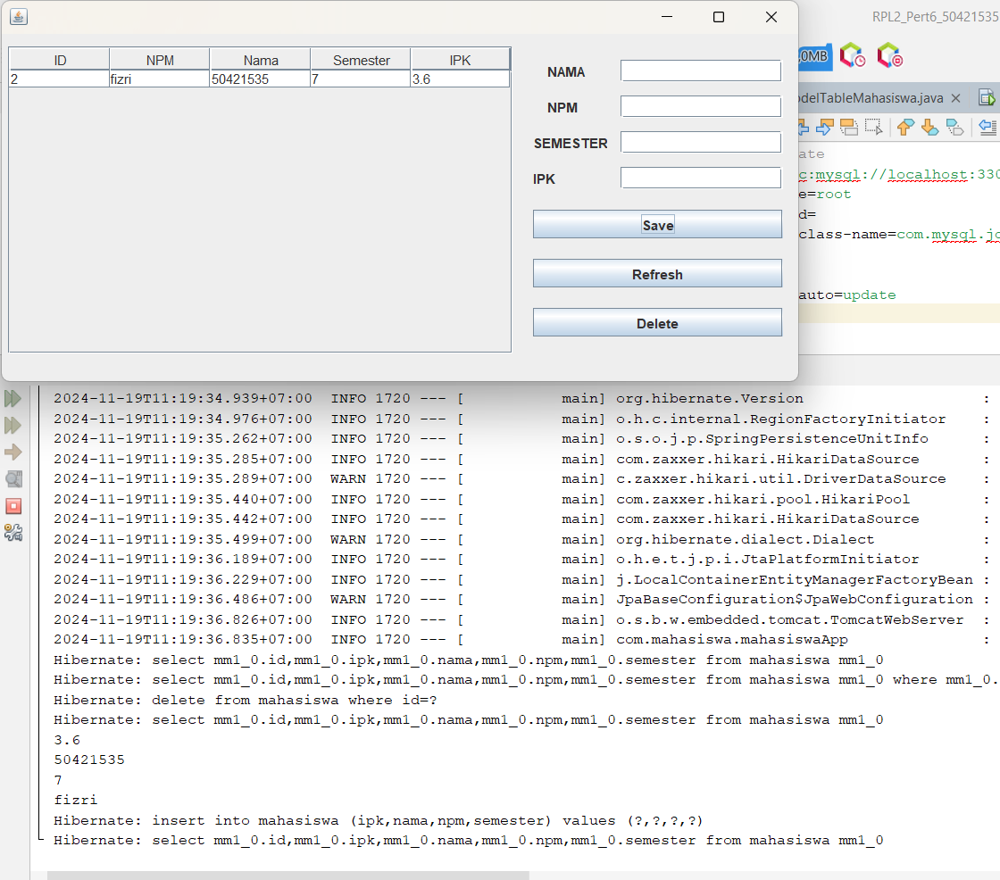 RPL2_Pert6_50421535
ID NPM Nama Semester IPK
2 fizri 50421535 7 3.6
NAMA
NPM
SEMESTER
IPK
Save
Refresh
Delete
0MB
delTableMahasiswa.java
ate
c:mysql://localhost:330
e=root
d=
class-name=com.mysql.jc
auto=update
2024-11-19T11:19:34.939+07:00 INFO 1720 --- [ main] org.hibernate.Version :
2024-11-19T11:19:34.976+07:00 INFO 1720 --- [ main] o.h.c.internal.RegionFactoryInitiator :
2024-11-19T11:19:35.262+07:00 INFO 1720 --- [ main] o.s.o.j.p.SpringPersistenceUnitInfo :
2024-11-19T11:19:35.285+07:00 INFO 1720 --- [ main] com.zaxxer.hikari.HikariDataSource :
2024-11-19T11:19:35.289+07:00 WARN 1720 --- [ main] c.zaxxer.hikari.util.DriverDataSource :
2024-11-19T11:19:35.440+07:00 INFO 1720 --- [ main] com.zaxxer.hikari.pool.HikariPool :
2024-11-19T11:19:35.442+07:00 INFO 1720 --- [ main] com.zaxxer.hikari.HikariDataSource :
2024-11-19T11:19:35.499+07:00 WARN 1720 --- [ main] org.hibernate.dialect.Dialect :
2024-11-19T11:19:36.189+07:00 INFO 1720 --- [ main] o.h.e.t.j.p.i.JtaPlatformInitiator :
2024-11-19T11:19:36.229+07:00 INFO 1720 --- [ main] j.LocalContainerEntityManagerFactoryBean :
2024-11-19T11:19:36.486+07:00 WARN 1720 --- [ main] JpaBaseConfiguration$JpaWebConfiguration :
2024-11-19T11:19:36.826+07:00 INFO 1720 --- [ main] o.s.b.w.embedded.tomcat.TomcatWebServer :
2024-11-19T11:19:36.835+07:00 INFO 1720 --- [ main] com.mahasiswa.mahasiswaApp :
Hibernate: select mm1_0.id,mm1_0.ipk,mm1_0.nama,mm1_0.npm,mm1_0.semester from mahasiswa mm1_0
Hibernate: select mm1_0.id,mm1_0.ipk,mm1_0.nama,mm1_0.npm,mm1_0.semester from mahasiswa mm1_0 where mm1_0.
Hibernate: delete from mahasiswa where id=?
Hibernate: select mm1_0.id,mm1_0.ipk,mm1_0.nama,mm1_0.npm,mm1_0.semester from mahasiswa mm1_0
3.6
50421535
7
fizri
Hibernate: insert into mahasiswa (ipk,nama,npm,semester) values (?,?,?,?)
Hibernate: select mm1_0.id,mm1_0.ipk,mm1_0.nama,mm1_0.npm,mm1_0.semester from mahasiswa mm1_0